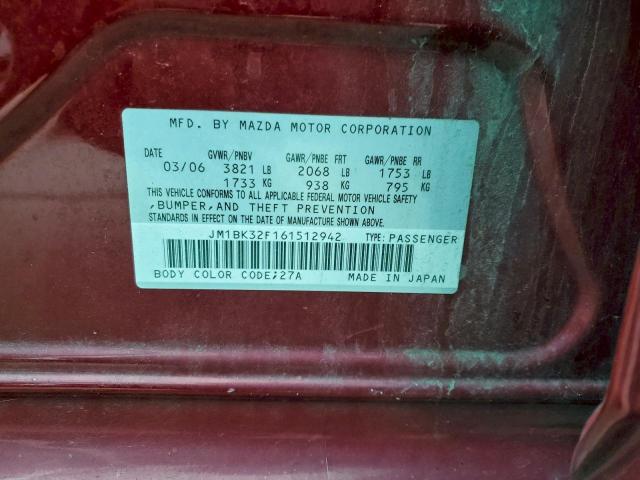 MFD. BY MAZDA MOTOR CORPORATION
DATE GVWR/PNBV GAWR/PNBE FRT GAWR/PNBE RR
03/06 3821 LB 2068 LB 1753 LB
1733 KG 938 KG 795 KG
THIS VEHICLE CONFORMS TO ALL APPLICABLE FEDERAL MOTOR VEHICLE SAFETY
,BUMPER,AND THEFT PREVENTION
STANDARDS IN EFFECT ON THE DATE OF MANUFACTURE SHOWN ABOVE.
JM1BK32F161512942 TYPE:PASSENGER
BODY COLOR CODE;27A MADE IN JAPAN